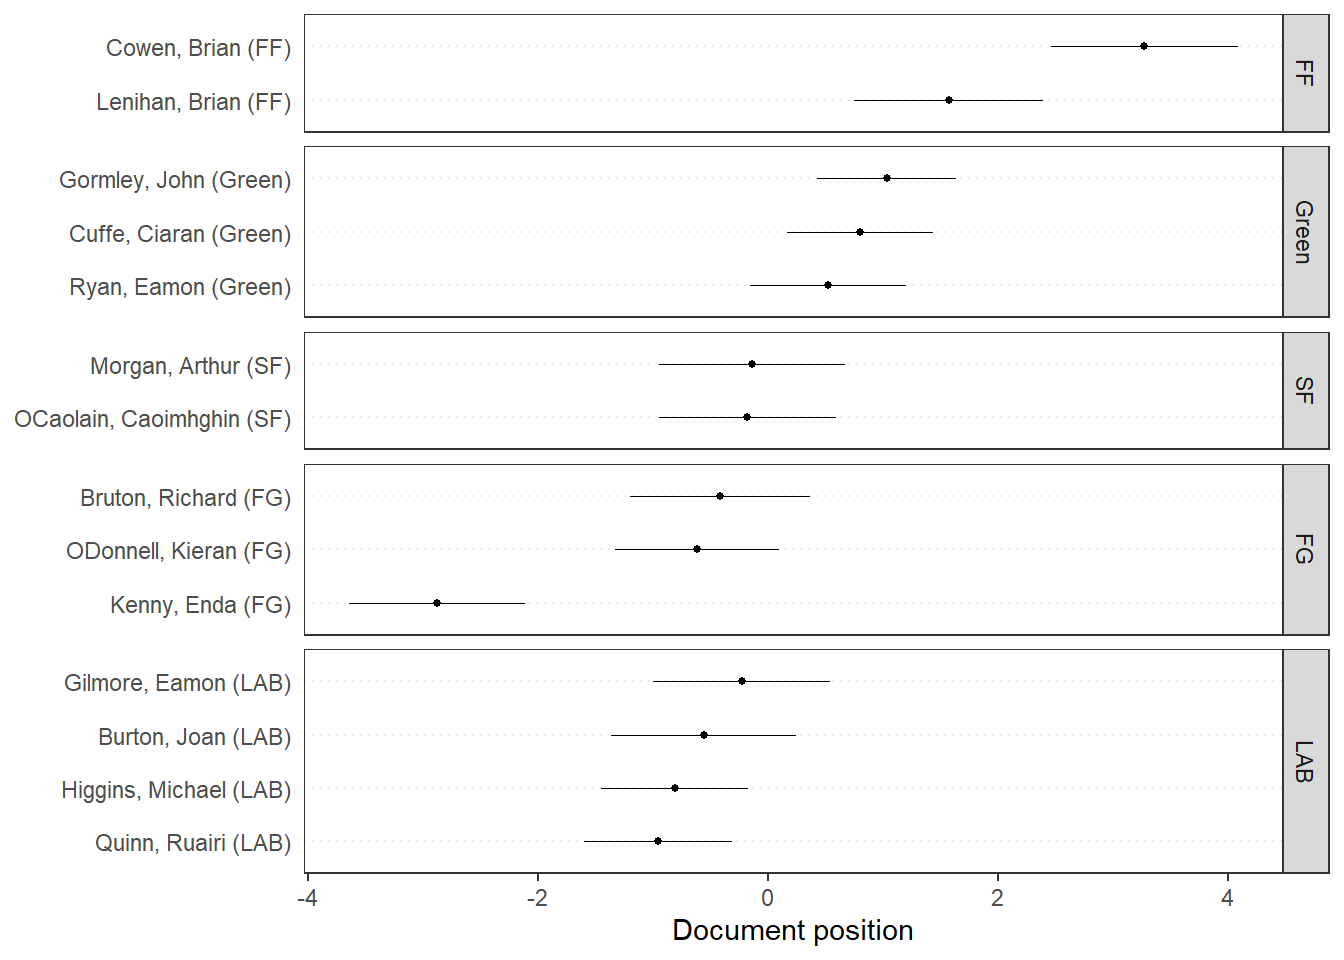 Cowen, Brian (FF)
Lenihan, Brian (FF)
FF
Gormley, John (Green)
Cuffe, Ciaran (Green)
Ryan, Eamon (Green)
Green
Morgan, Arthur (SF)
OCaolain, Caoimhghin (SF)
SF
Bruton, Richard (FG)
ODonnell, Kieran (FG)
Kenny, Enda (FG)
FG
Gilmore, Eamon (LAB)
Burton, Joan (LAB)
Higgins, Michael (LAB)
Quinn, Ruairi (LAB)
LAB
-4 -2 0 2 4
Document position